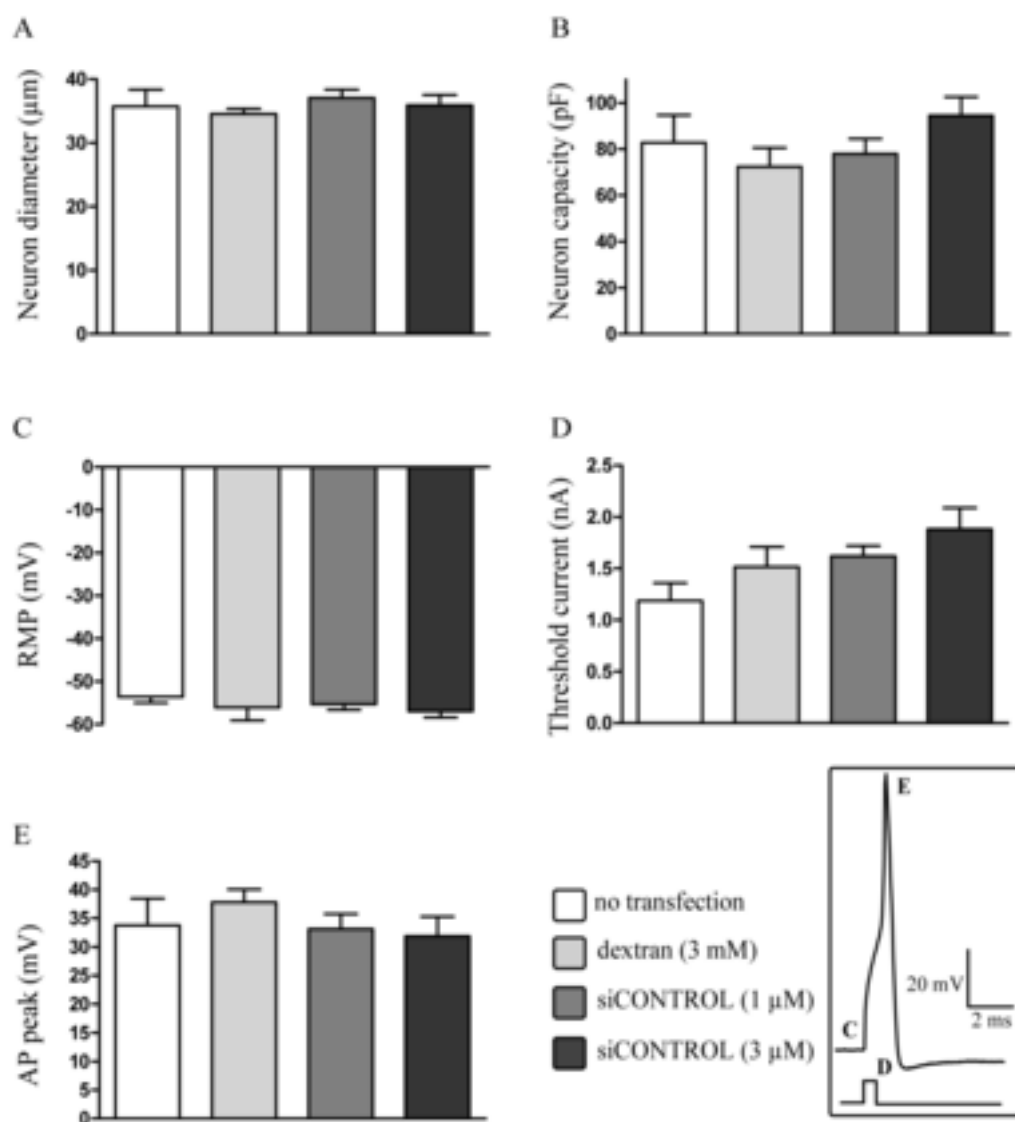 A
Neuron diameter (µm)
40
30
20
10
0
B
Neuron capacity (pF)
100
80
60
40
20
0
C
RMP (mV)
0
-10
-20
-30
-40
-50
-60
D
Threshold current (nA)
2.5
2.0
1.5
1.0
0.5
0.0
E
AP peak (mV)
45
40
35
30
25
20
15
10
5
0
no transfection
dextran (3 mM)
siCONTROL (1 µM)
siCONTROL (3 µM)
E
20 mV
2 ms
C
D